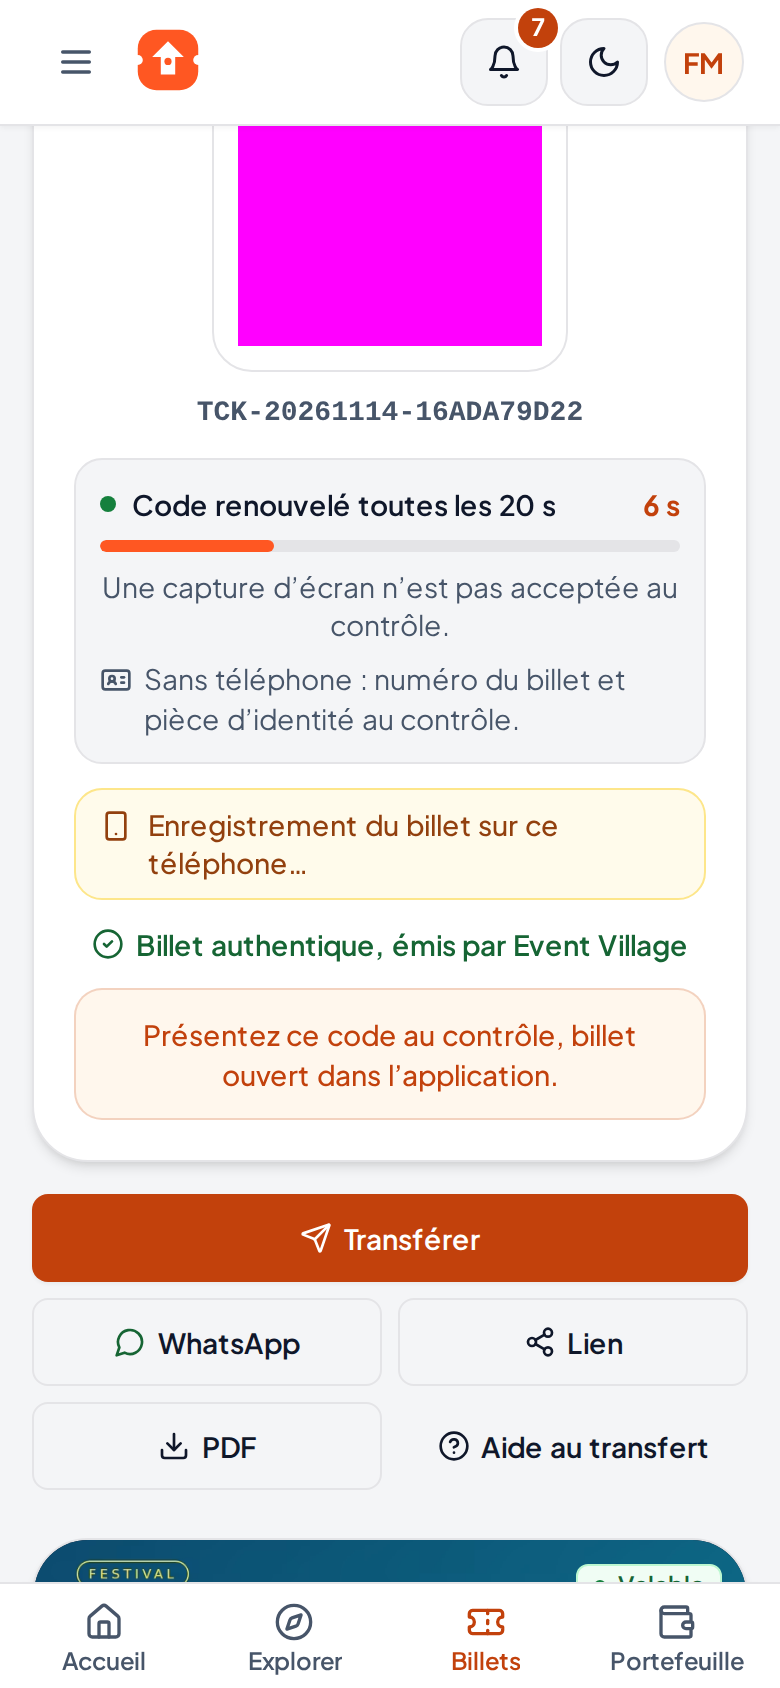 7
FM
TCK-20261114-16ADA79D22
Code renouvelé toutes les 20 s
6 s
Une capture d’écran n’est pas acceptée au
contrôle.
Sans téléphone : numéro du billet et
pièce d’identité au contrôle.
Enregistrement du billet sur ce
téléphone…
Billet authentique, émis par Event Village
Présentez ce code au contrôle, billet
ouvert dans l’application.
Transférer
WhatsApp
Lien
PDF
Aide au transfert
FESTIVAL
Accueil
Explorer
Billets
Portefeuille